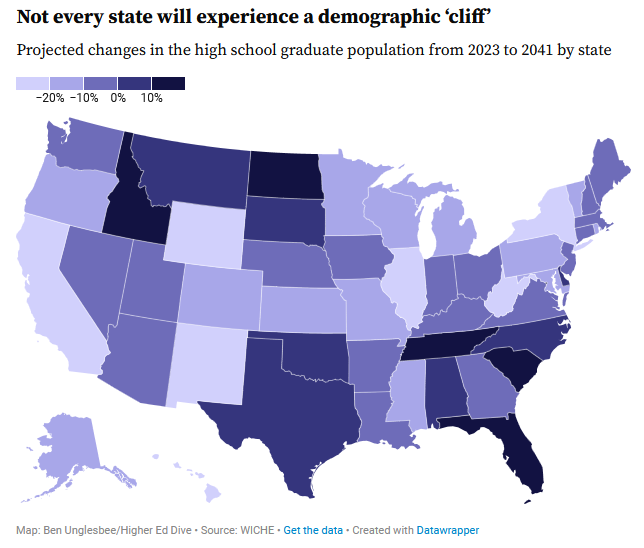 Not every state will experience a demographic ‘cliff’
Projected changes in the high school graduate population from 2023 to 2041 by state
−20% −10% 0% 10%
Map: Ben Unglesbee/Higher Ed Dive • Source: WICHE • Get the data • Created with Datawrapper